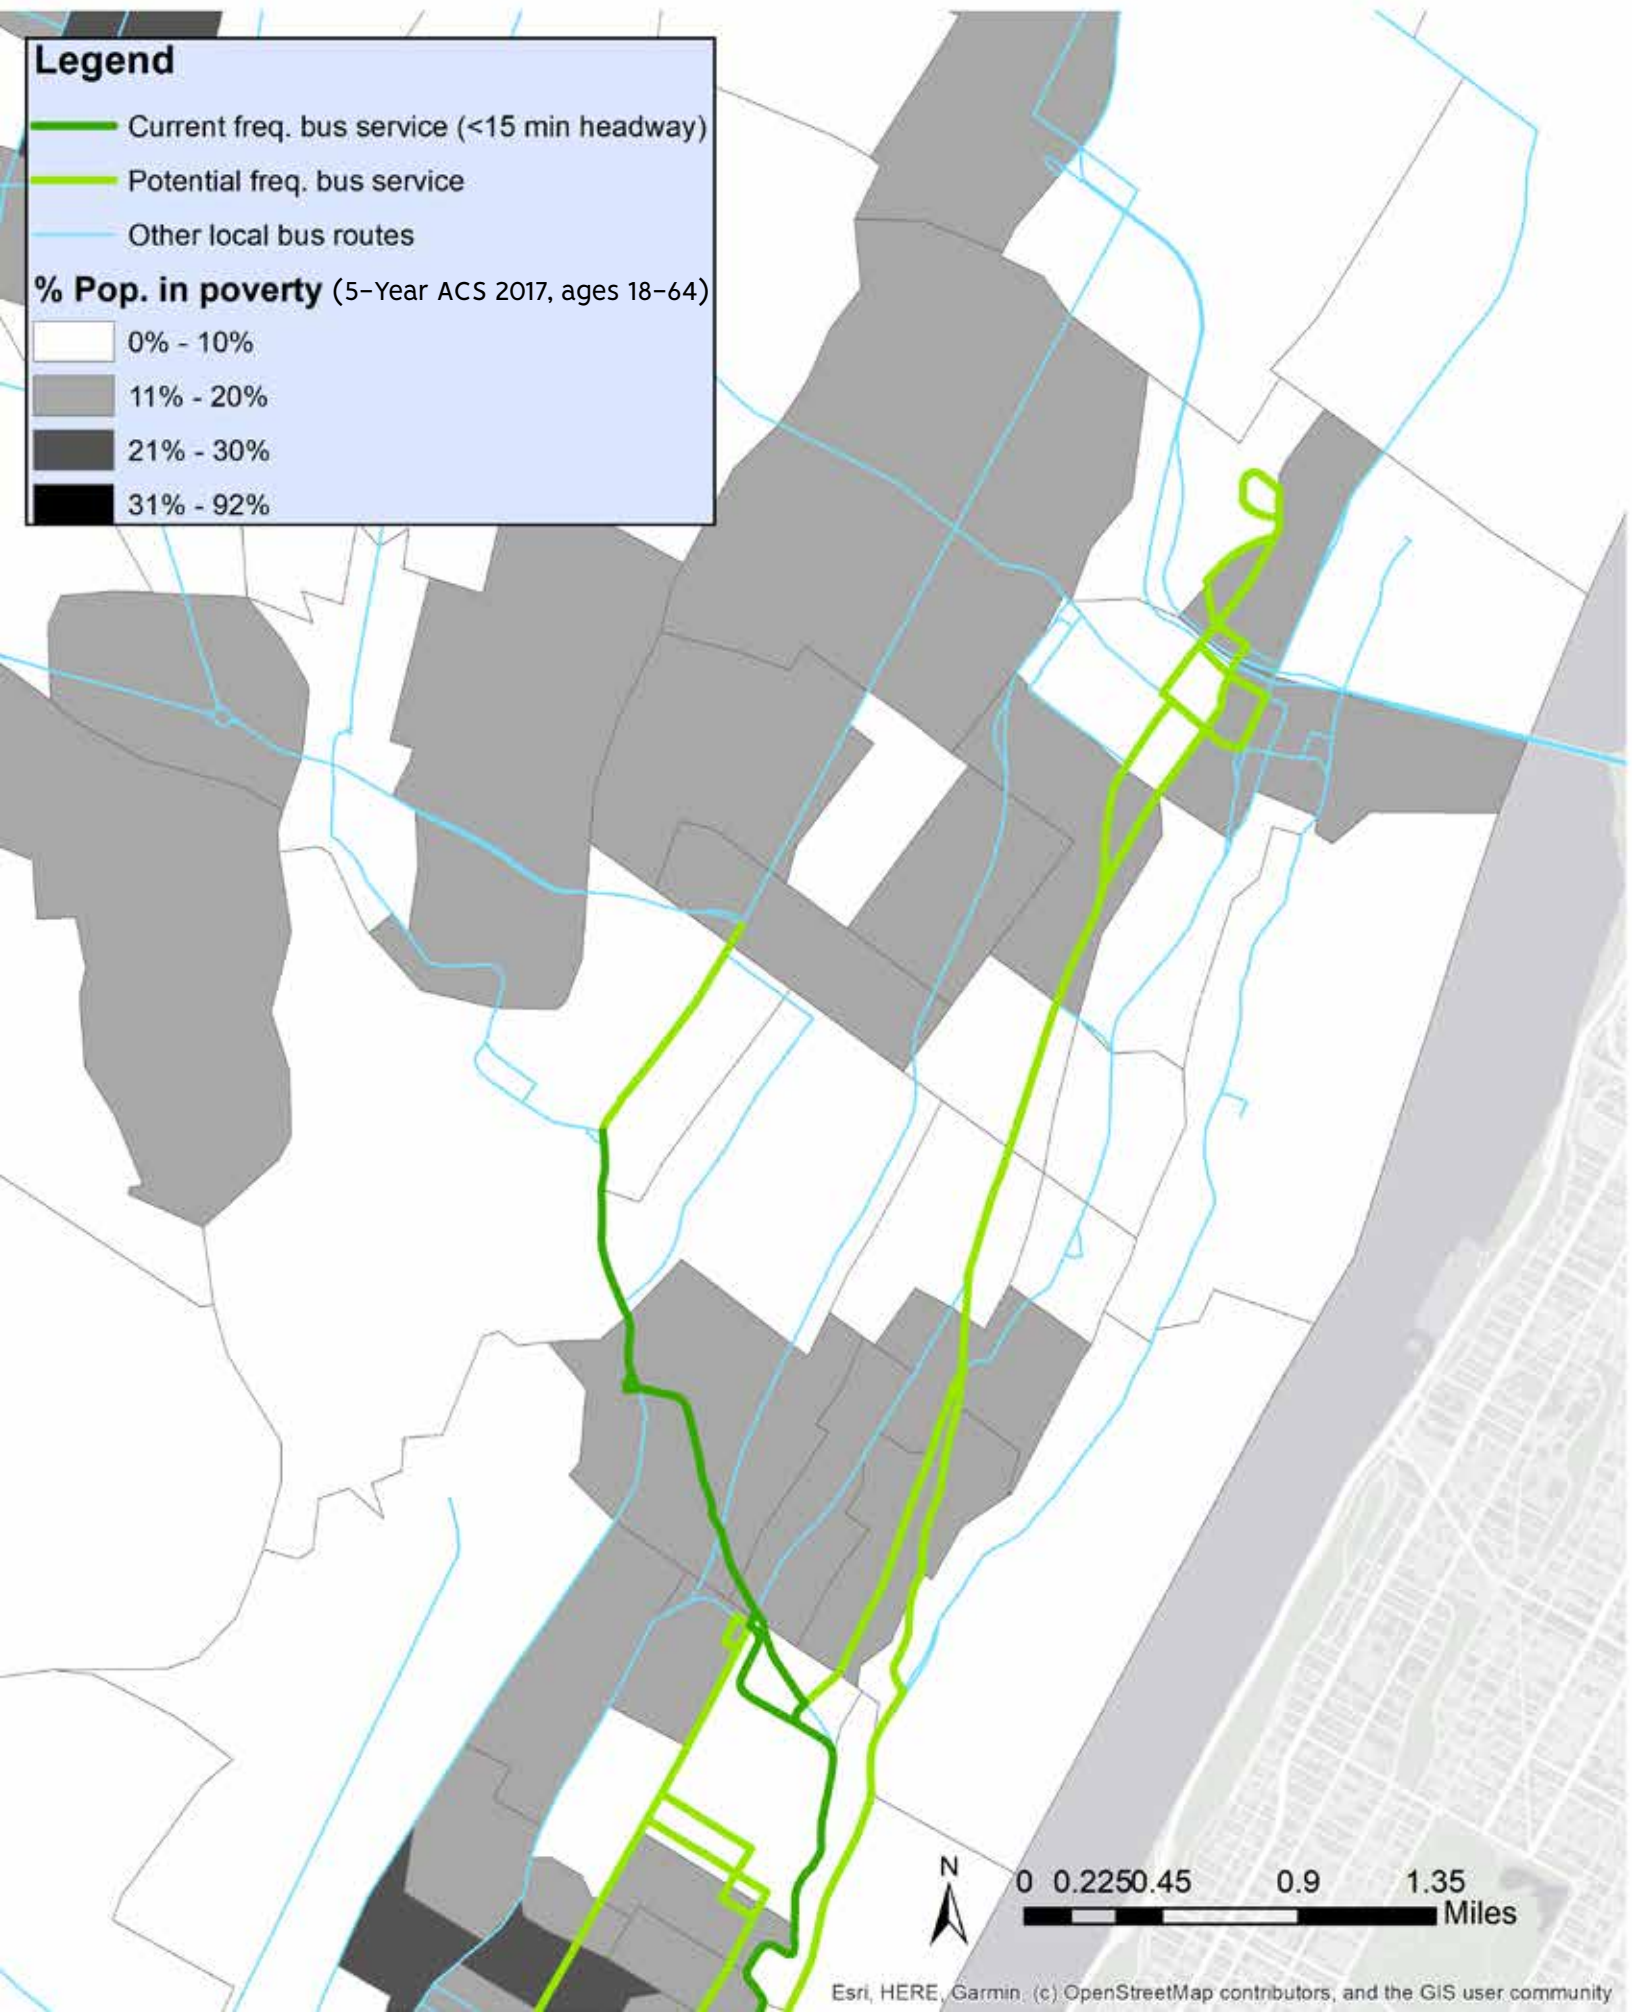 Legend
Current freq. bus service (<15 min headway)
Potential freq. bus service
Other local bus routes
% Pop. in poverty (5-Year ACS 2017, ages 18-64)
0% - 10%
11% - 20%
21% - 30%
31% - 92%
N
0 0.225 0.45 0.9 1.35
Miles
Esri, HERE, Garmin, (c) OpenStreetMap contributors, and the GIS user community